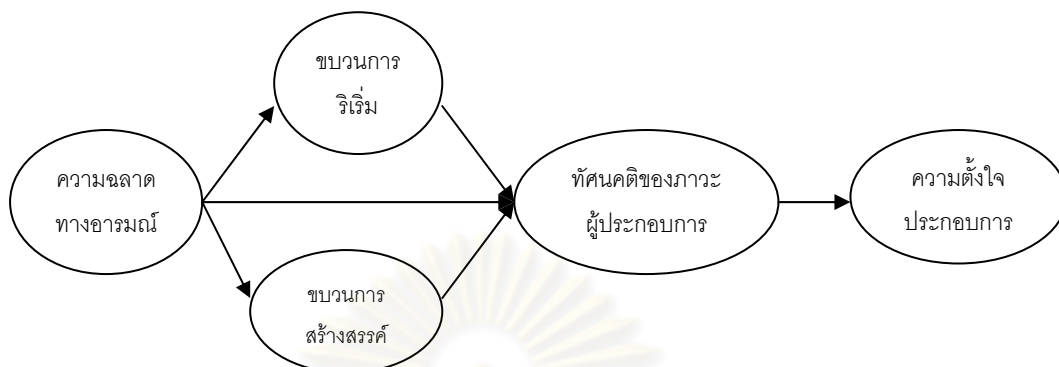 ขบวนการ
ริเริ่ม
ความฉลาด
ทางอารมณ์
ทัศนคติของภาวะ
ผู้ประกอบการ
ความตั้งใจ
ประกอบการ
ขบวนการ
สร้างสรรค์